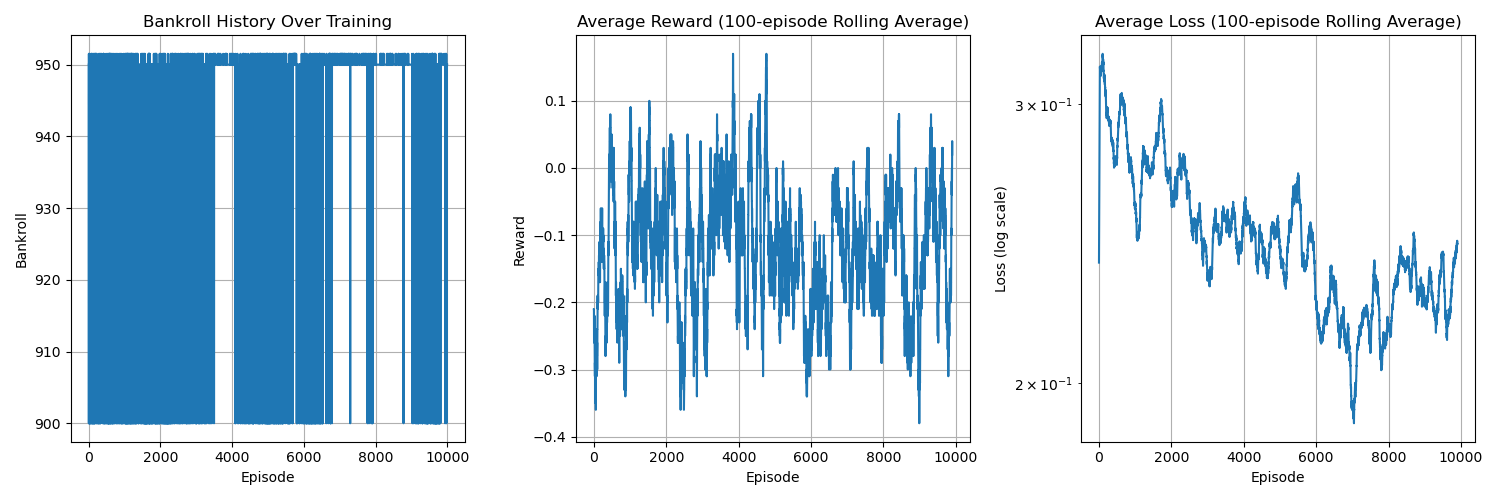 Bankroll History Over Training
950
940
930
920
910
900
Bankroll
0 2000 4000 6000 8000 10000
Episode
Average Reward (100-episode Rolling Average)
0.1
0.0
−0.1
−0.2
−0.3
−0.4
Reward
0 2000 4000 6000 8000 10000
Episode
Average Loss (100-episode Rolling Average)
3 × 10⁻¹
2 × 10⁻¹
Loss (log scale)
0 2000 4000 6000 8000 10000
Episode